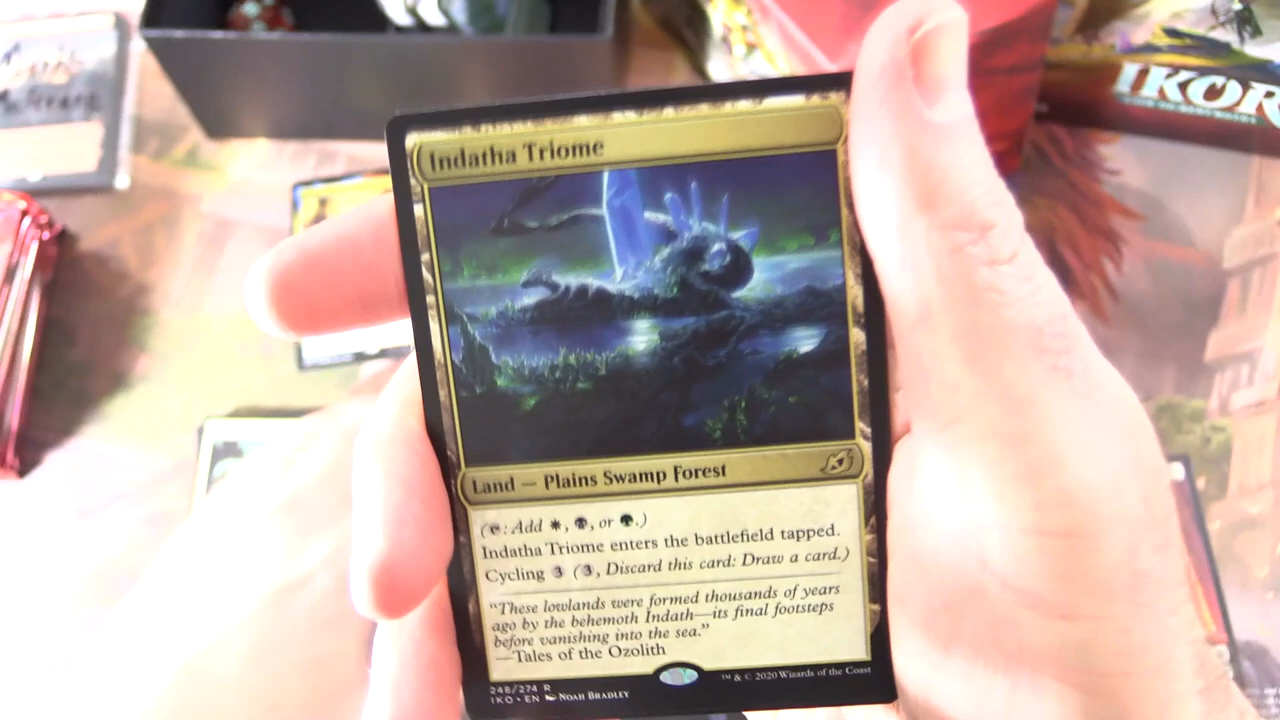 IKOR
Indatha Triome
Land — Plains Swamp Forest
(: Add , , or .)
Indatha Triome enters the battlefield tapped.
Cycling 3 (3, Discard this card: Draw a card.)
"These lowlands were formed thousands of years
ago by the behemoth Indath—its final footsteps
before vanishing into the sea."
—Tales of the Ozolith
248/274 R
IKO • EN NOAH BRADLEY
™ & © 2020 Wizards of the Coast